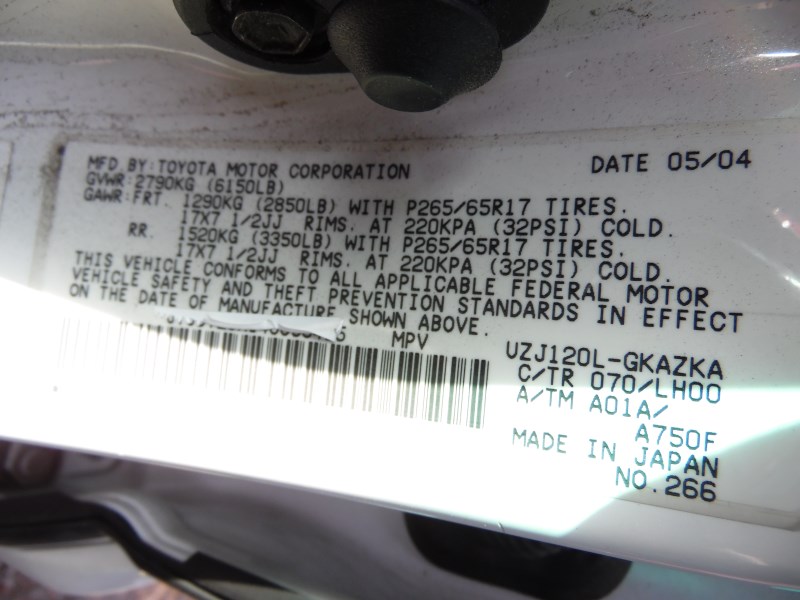 MFD BY: TOYOTA MOTOR CORPORATION DATE 05/04
GVWR: 2790KG (6150LB)
GAWR: FRT. 1290KG (2850LB) WITH P265/65R17 TIRES.
17X7 1/2JJ RIMS. AT 220KPA (32PSI) COLD.
RR. 1520KG (3350LB) WITH P265/65R17 TIRES.
17X7 1/2JJ RIMS. AT 220KPA (32PSI) COLD.
THIS VEHICLE CONFORMS TO ALL APPLICABLE FEDERAL MOTOR
VEHICLE SAFETY AND THEFT PREVENTION STANDARDS IN EFFECT
ON THE DATE OF MANUFACTURE SHOWN ABOVE.
MPV
UZJ120L-GKAZKA
C/TR 070/LH00
A/TM A01A/
A750F
MADE IN JAPAN
NO.266